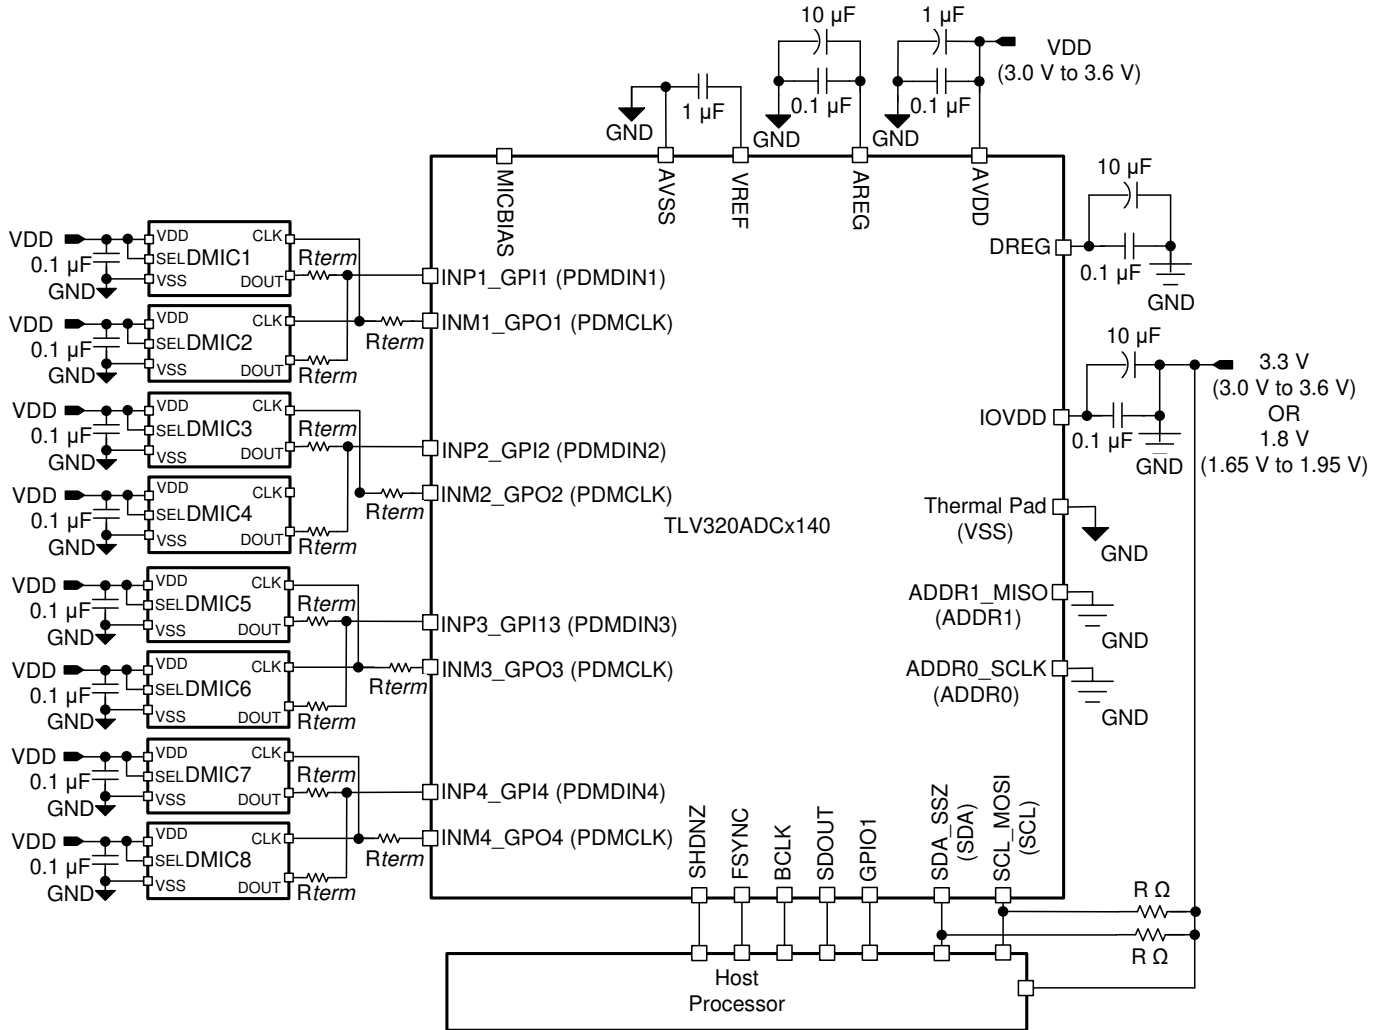 10 µF
1 µF
VDD
(3.0 V to 3.6 V)
1 µF
0.1 µF
0.1 µF
GND
GND
GND
MICBIAS
AVSS
VREF
AREG
AVDD
10 µF
DREG
0.1 µF
GND
VDD
0.1 µF
GND
VDD
SEL
VSS
DMIC1
CLK
DOUT
Rterm
INP1_GPI1 (PDMDIN1)
VDD
0.1 µF
GND
VDD
SEL
VSS
DMIC2
CLK
DOUT
Rterm
Rterm
INM1_GPO1 (PDMCLK)
10 µF
IOVDD
0.1 µF
GND
3.3 V
(3.0 V to 3.6 V)
OR
1.8 V
(1.65 V to 1.95 V)
VDD
0.1 µF
GND
VDD
SEL
VSS
DMIC3
CLK
DOUT
Rterm
INP2_GPI2 (PDMDIN2)
VDD
0.1 µF
GND
VDD
SEL
VSS
DMIC4
CLK
DOUT
Rterm
Rterm
INM2_GPO2 (PDMCLK)
TLV320ADCx140
Thermal Pad
(VSS)
GND
VDD
0.1 µF
GND
VDD
SEL
VSS
DMIC5
CLK
DOUT
Rterm
INP3_GPI13 (PDMDIN3)
ADDR1_MISO
(ADDR1)
GND
VDD
0.1 µF
GND
VDD
SEL
VSS
DMIC6
CLK
DOUT
Rterm
Rterm
INM3_GPO3 (PDMCLK)
ADDR0_SCLK
(ADDR0)
GND
VDD
0.1 µF
GND
VDD
SEL
VSS
DMIC7
CLK
DOUT
Rterm
INP4_GPI4 (PDMDIN4)
VDD
0.1 µF
GND
VDD
SEL
VSS
DMIC8
CLK
DOUT
Rterm
Rterm
INM4_GPO4 (PDMCLK)
SHDNZ
FSYNC
BCLK
SDOUT
GPIO1
SDA_SSZ
(SDA)
SCL_MOSI
(SCL)
R Ω
R Ω
Host
Processor